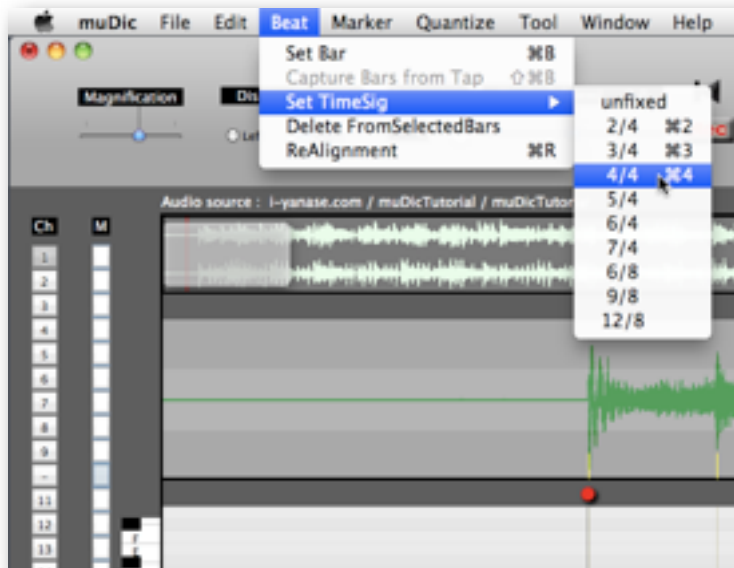 muDic File Edit Beat Marker Quantize Tool Window Help
Set Bar ⌘B
Capture Bars from Tap ⇧⌘B
Set TimeSig
Delete FromSelectedBars
ReAlignment ⌘R
unfixed
2/4 ⌘2
3/4 ⌘3
4/4 ⌘4
5/4
6/4
7/4
6/8
9/8
12/8
Magnification
Audio source : i-yanase.com / muDicTutorial / muDicTutor
Ch M
1
2
3
4
5
6
7
8
9
-
11
12
13